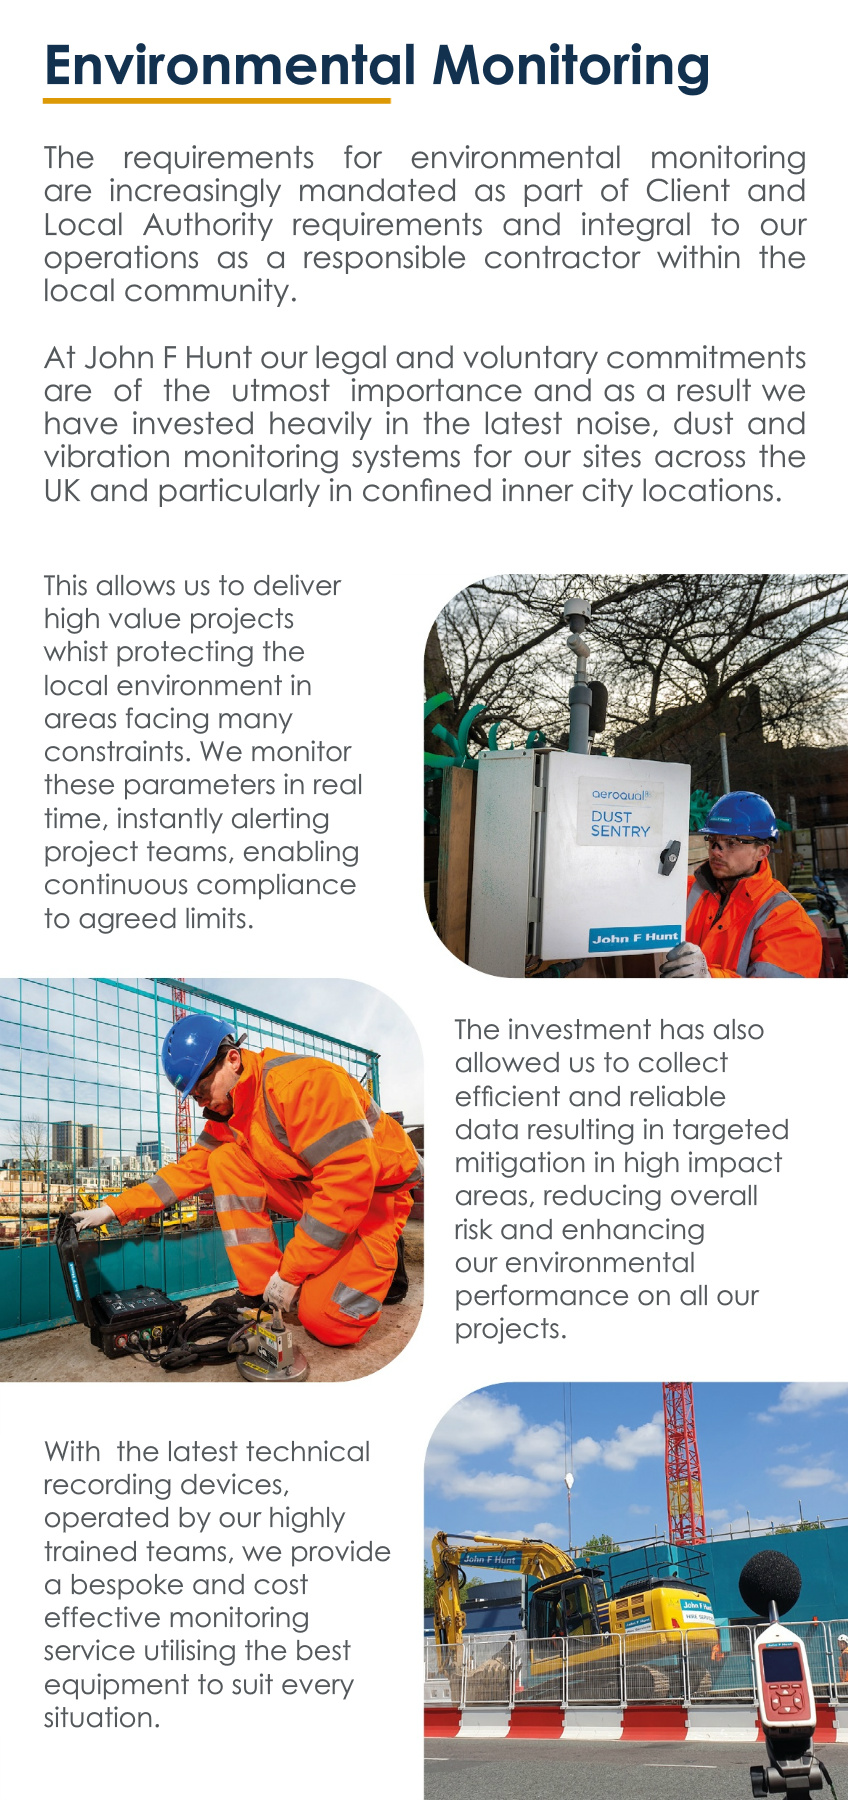 Environmental Monitoring
The requirements for environmental monitoring
are increasingly mandated as part of Client and
Local Authority requirements and integral to our
operations as a responsible contractor within the
local community.
At John F Hunt our legal and voluntary commitments
are of the utmost importance and as a result we
have invested heavily in the latest noise, dust and
vibration monitoring systems for our sites across the
UK and particularly in confined inner city locations.
This allows us to deliver
high value projects
whist protecting the
local environment in
areas facing many
constraints. We monitor
these parameters in real
time, instantly alerting
project teams, enabling
continuous compliance
to agreed limits.
aeroqual
DUST
SENTRY
John F Hunt
The investment has also
allowed us to collect
efficient and reliable
data resulting in targeted
mitigation in high impact
areas, reducing overall
risk and enhancing
our environmental
performance on all our
projects.
With the latest technical
recording devices,
operated by our highly
trained teams, we provide
a bespoke and cost
effective monitoring
service utilising the best
equipment to suit every
situation.
John F Hunt
John F Hunt
John F Hunt
John F Hunt